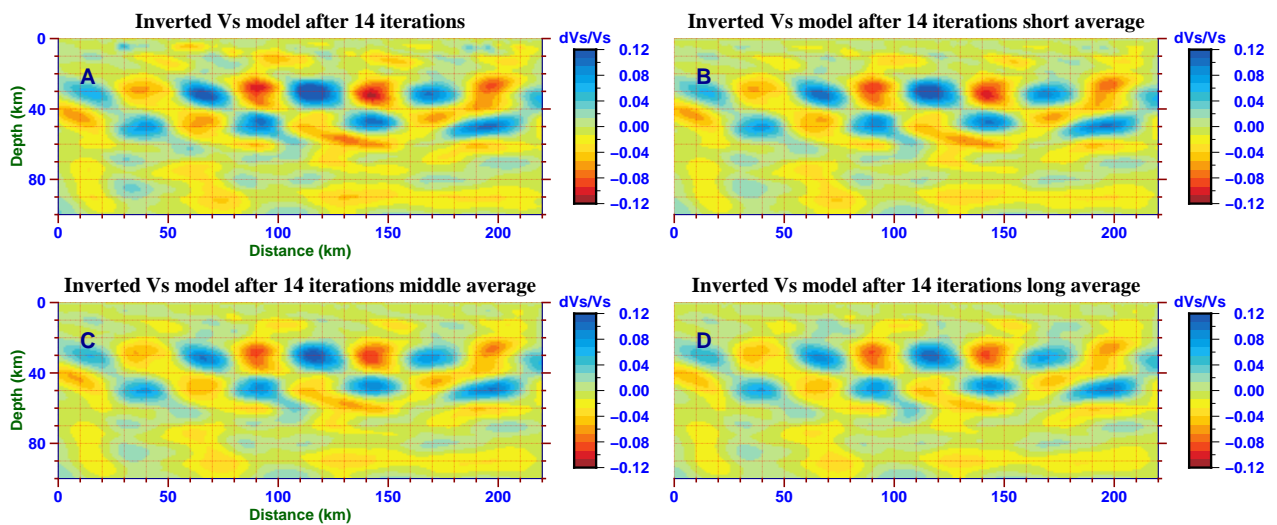 Inverted Vs model after 14 iterations
dVs/Vs
A
0
40
80
Depth (km)
0.12
0.08
0.04
0.00
−0.04
−0.08
−0.12
0 50 100 150 200
Distance (km)
Inverted Vs model after 14 iterations short average
dVs/Vs
B
0.12
0.08
0.04
0.00
−0.04
−0.08
−0.12
0 50 100 150 200
Inverted Vs model after 14 iterations middle average
dVs/Vs
C
0
40
80
Depth (km)
0.12
0.08
0.04
0.00
−0.04
−0.08
−0.12
0 50 100 150 200
Distance (km)
Inverted Vs model after 14 iterations long average
dVs/Vs
D
0.12
0.08
0.04
0.00
−0.04
−0.08
−0.12
0 50 100 150 200